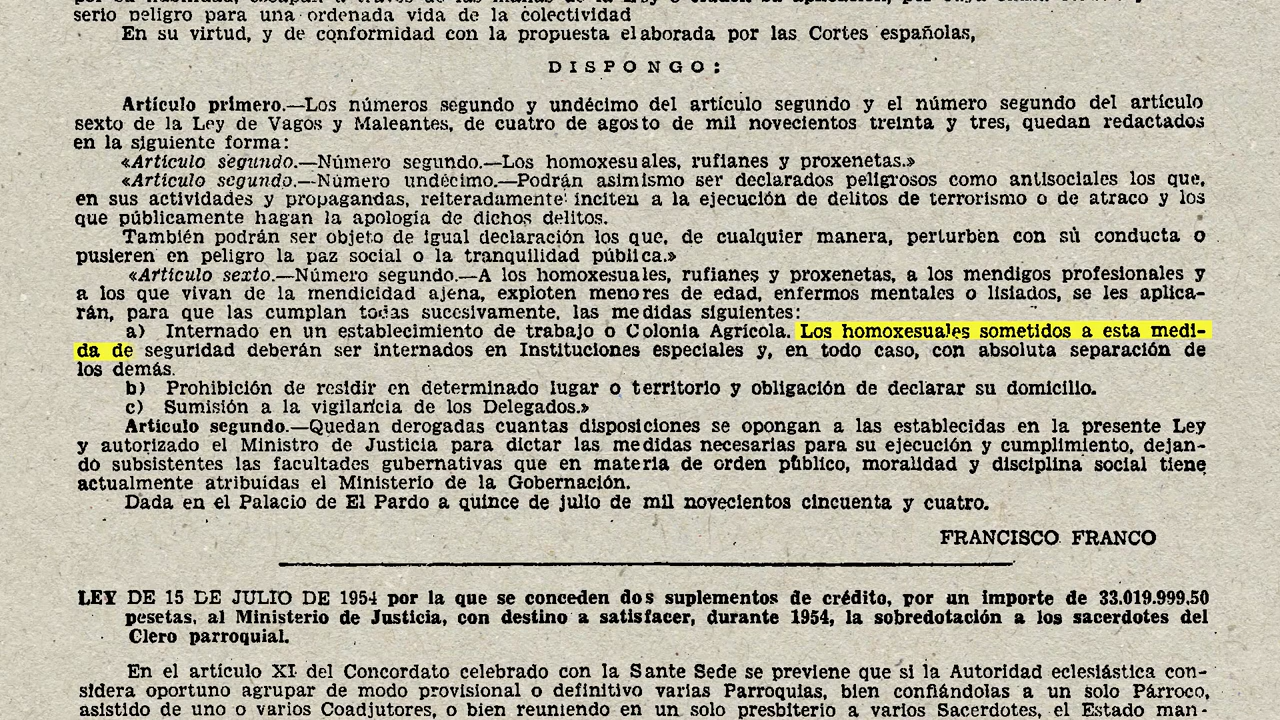 serio peligro para una ordenada vida de la colectividad
En su virtud, y de conformidad con la propuesta elaborada por las Cortes españolas,
DISPONGO:
Artículo primero.—Los números segundo y undécimo del artículo segundo y el número segundo del artículo
sexto de la Ley de Vagos y Maleantes, de cuatro de agosto de mil novecientos treinta y tres, quedan redactados
en la siguiente forma:
«Artículo segundo.—Número segundo.—Los homoxesuales, rufianes y proxenetas.»
«Artículo segundo.—Número undécimo.—Podrán asimismo ser declarados peligrosos como antisociales los que,
en sus actividades y propagandas, reiteradamente inciten a la ejecución de delitos de terrorismo o de atraco y los
que públicamente hagan la apología de dichos delitos.
También podrán ser objeto de igual declaración los que, de cualquier manera, perturben con su conducta o
pusieren en peligro la paz social o la tranquilidad pública.»
«Artículo sexto.—Número segundo.—A los homoxesuales, rufianes y proxenetas, a los mendigos profesionales y
a los que vivan de la mendicidad ajena, exploten menores de edad, enfermos mentales o lisiados, se les aplica-
rán, para que las cumplan todas sucesivamente, las medidas siguientes:
a) Internado en un establecimiento de trabajo o Colonia Agrícola. Los homoxesuales sometidos a esta medi-
da de seguridad deberán ser internados en Instituciones especiales y, en todo caso, con absoluta separación de
los demás.
b) Prohibición de residir en determinado lugar o territorio y obligación de declarar su domicilio.
c) Sumisión a la vigilancia de los Delegados.»
Artículo segundo.—Quedan derogadas cuantas disposiciones se opongan a las establecidas en la presente Ley
y autorizado el Ministro de Justicia para dictar las medidas necesarias para su ejecución y cumplimiento, dejan-
do subsistentes las facultades gubernativas que en materia de orden público, moralidad y disciplina social tiene
actualmente atribuídas el Ministerio de la Gobernación.
Dada en el Palacio de El Pardo a quince de julio de mil novecientos cincuenta y cuatro.
FRANCISCO FRANCO
LEY DE 15 DE JULIO DE 1954 por la que se conceden dos suplementos de crédito, por un importe de 33.019.999.50
pesetas, al Ministerio de Justicia, con destino a satisfacer, durante 1954, la sobredotación a los sacerdotes del
Clero parroquial.
En el artículo XI del Concordato celebrado con la Sante Sede se previene que si la Autoridad eclesiástica con-
sidera oportuno agrupar de modo provisional o definitivo varias Parroquias, bien confiándolas a un solo Párroco,
asistido de uno o varios Coadjutores, o bien reuniendo en un solo presbiterio a varios Sacerdotes, el Estado man-